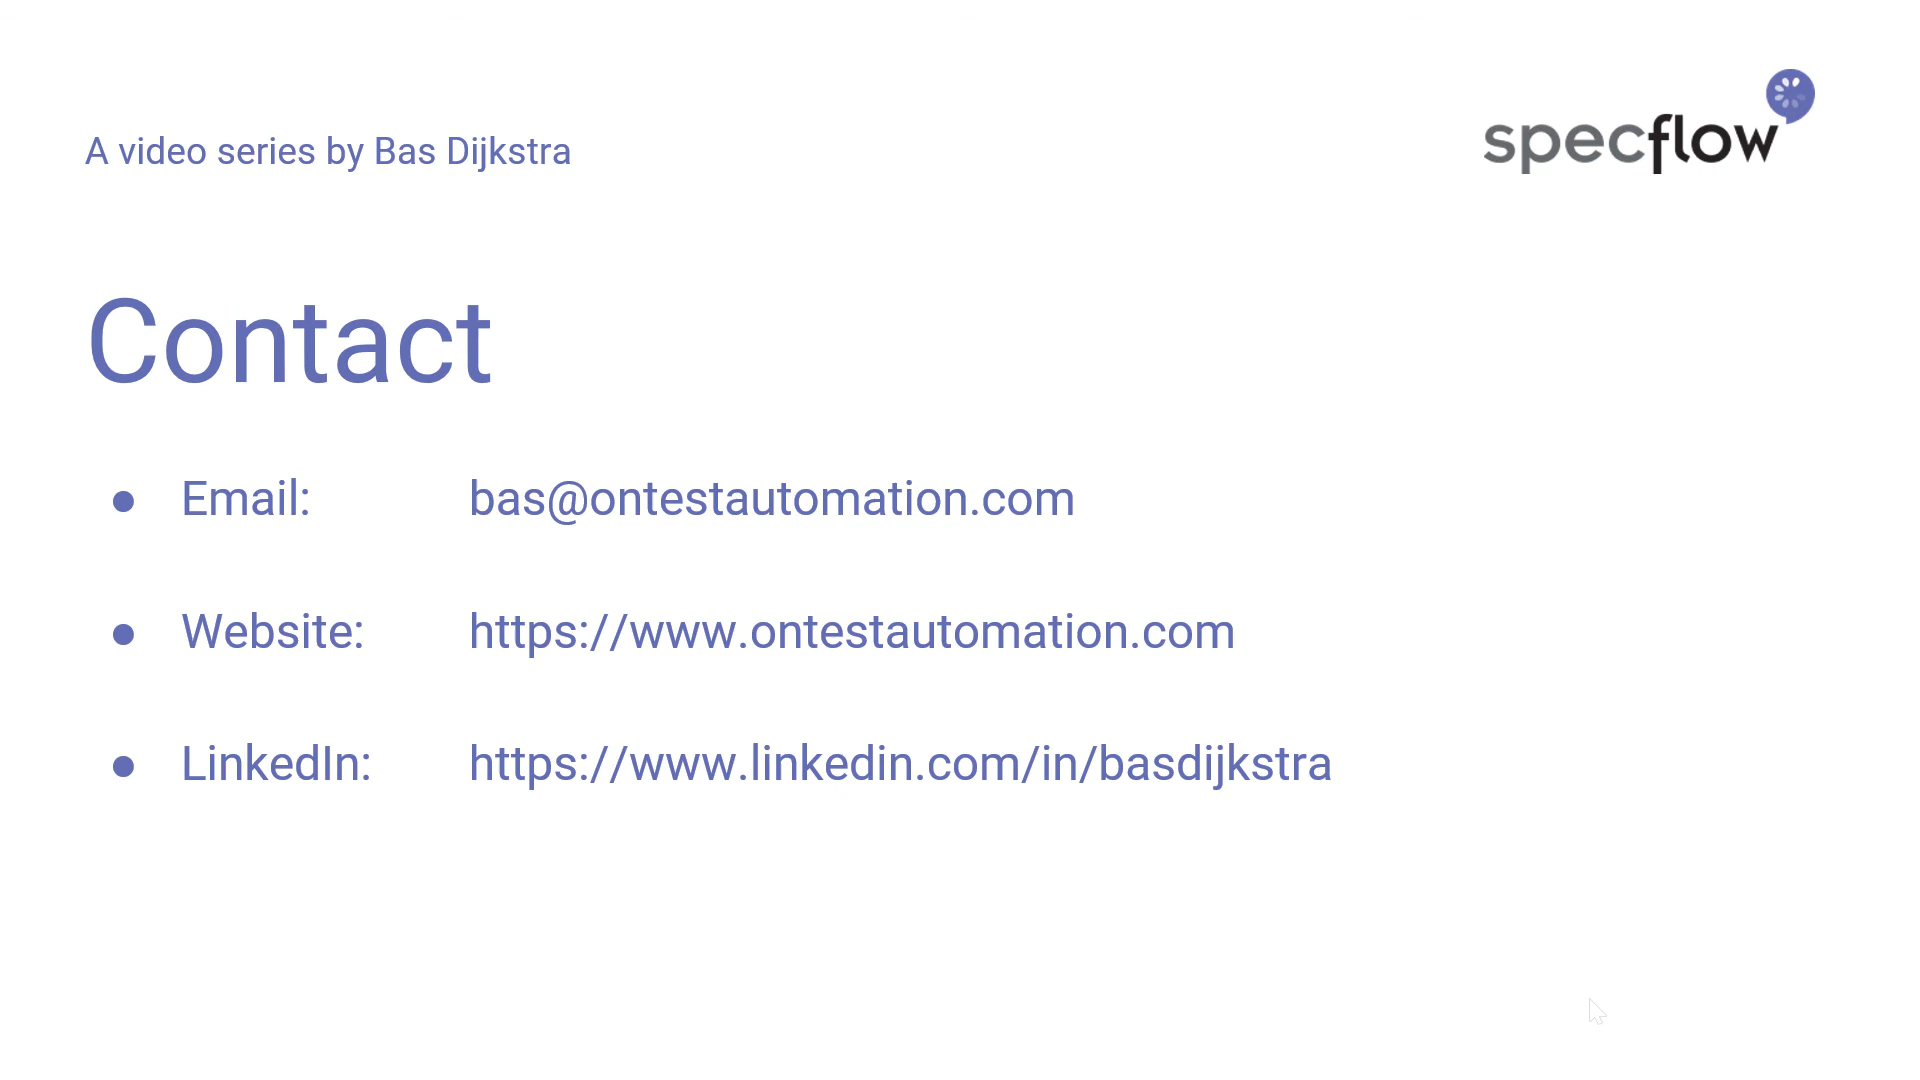 A video series by Bas Dijkstra
specflow
Contact
● Email: bas@ontestautomation.com
● Website: https://www.ontestautomation.com
● LinkedIn: https://www.linkedin.com/in/basdijkstra